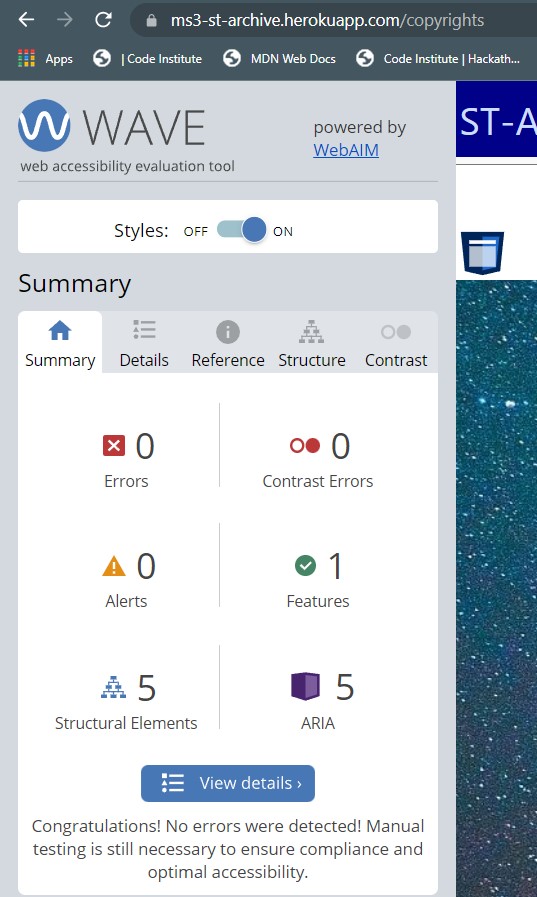 ms3-st-archive.herokuapp.com/copyrights
Apps | Code Institute MDN Web Docs Code Institute | Hackath...
WAVE
web accessibility evaluation tool
powered by
WebAIM
ST-A
Styles: OFF ON
Summary
Summary Details Reference Structure Contrast
0 0
Errors Contrast Errors
0 1
Alerts Features
5 5
Structural Elements ARIA
View details ›
Congratulations! No errors were detected! Manual
testing is still necessary to ensure compliance and
optimal accessibility.